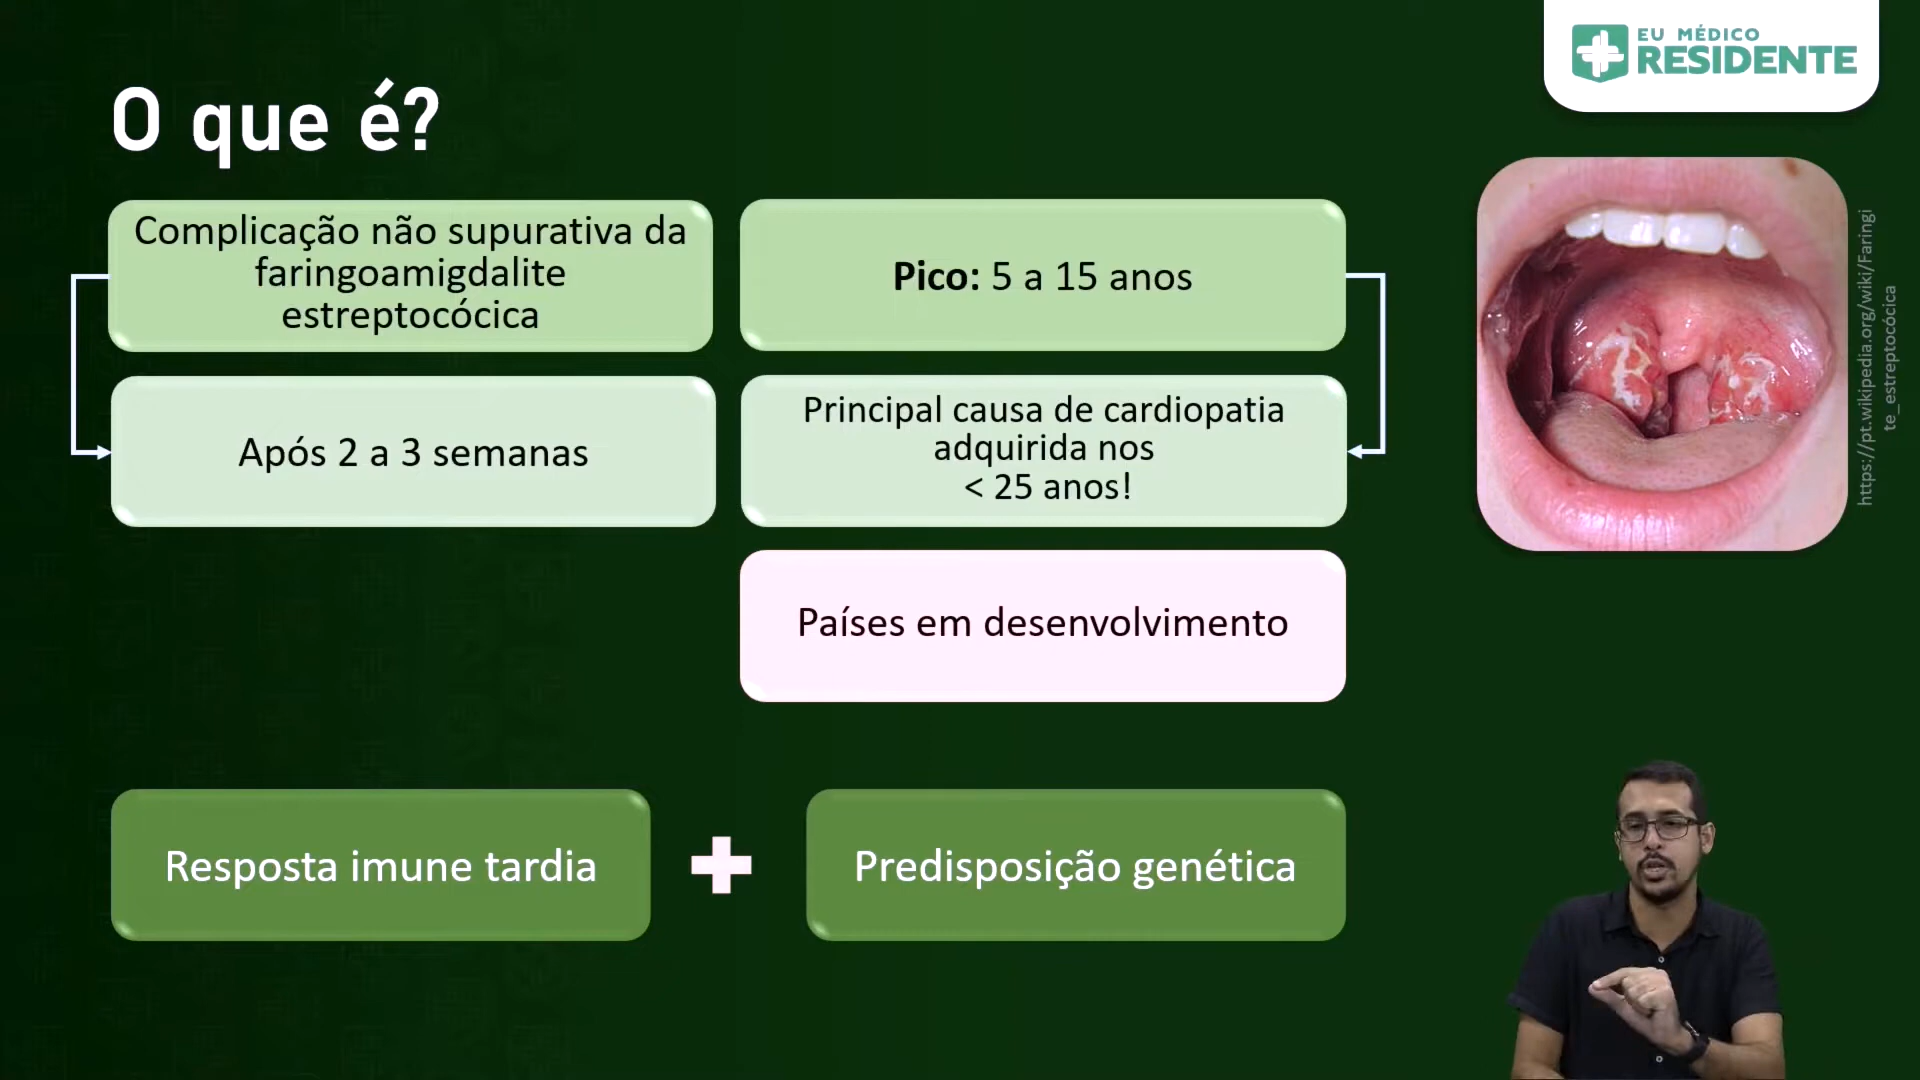 EU MÉDICO
RESIDENTE
O que é?
Complicação não supurativa da
faringoamigdalite
estreptocócica
Pico: 5 a 15 anos
Após 2 a 3 semanas
Principal causa de cardiopatia
adquirida nos
< 25 anos!
Países em desenvolvimento
Resposta imune tardia
Predisposição genética
https://pt.wikipedia.org/wiki/Faringi
te_estreptocócica